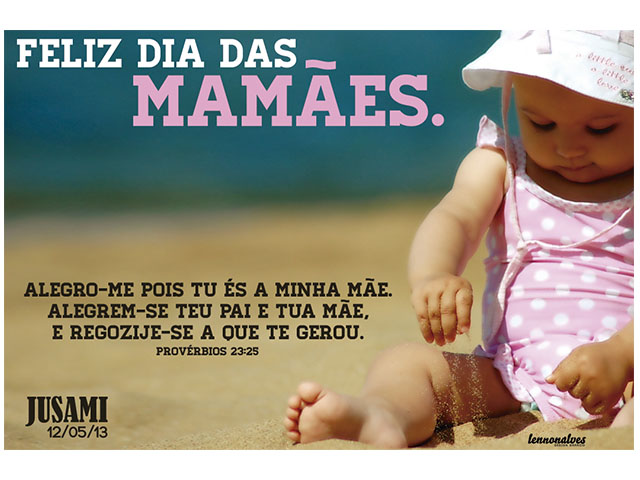 FELIZ DIA DAS
MAMÃES.
ALEGRO-ME POIS TU ÉS A MINHA MÃE.
ALEGREM-SE TEU PAI E TUA MÃE,
E REGOZIJE-SE A QUE TE GEROU.
PROVÉRBIOS 23:25
JUSAMI
12/05/13
lennonalves